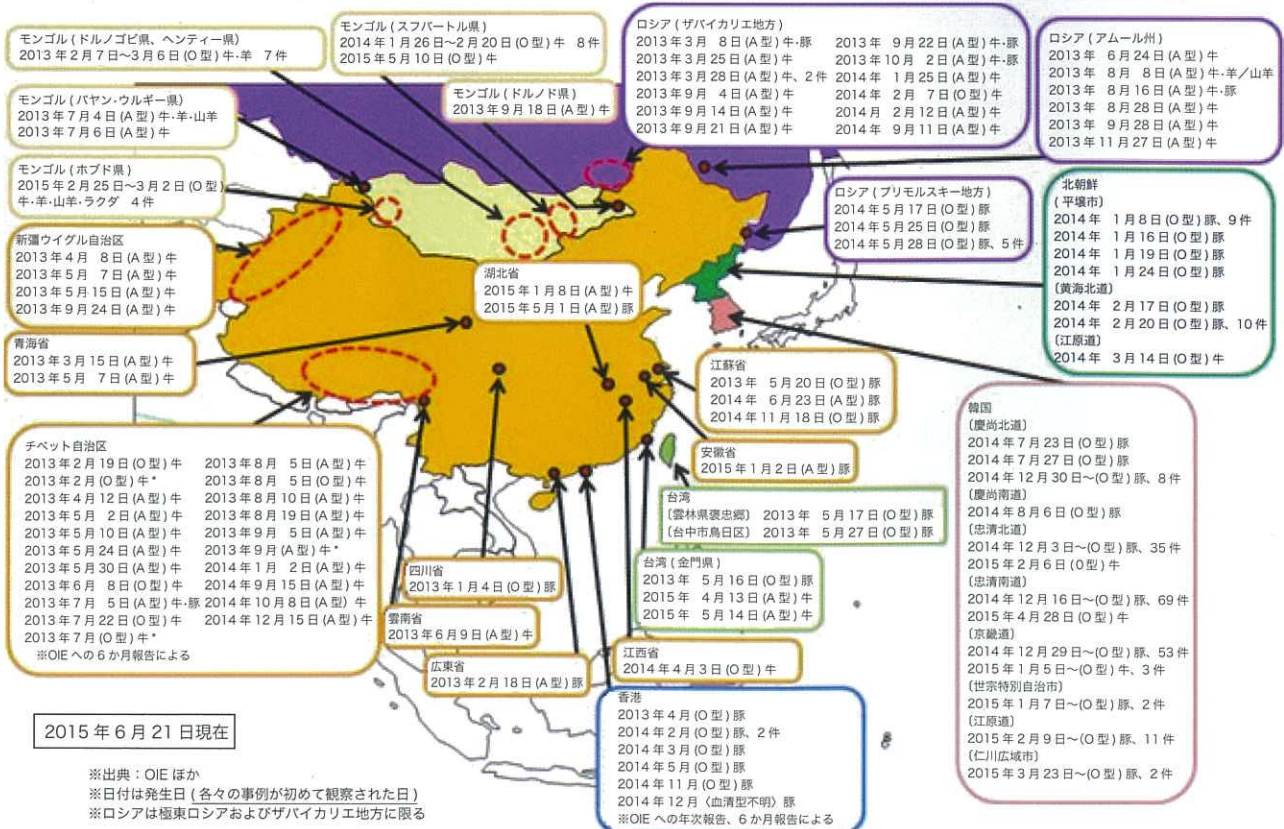 モンゴル(ドルノゴビ県、ヘンティー県)
2013年2月7日〜3月6日(O型)牛・羊 7件
モンゴル(スフバートル県)
2014年1月26日〜2月20日(O型)牛 8件
2015年5月10日(O型)牛
モンゴル(バヤン・ウルギー県)
2013年7月4日(A型)牛・羊・山羊
2013年7月6日(A型)牛
モンゴル(ドルノド県)
2013年9月18日(A型)牛
モンゴル(ホブド県)
2015年2月25日〜3月2日(O型)
牛・羊・山羊・ラクダ 4件
ロシア(ザバイカリエ地方)
2013年3月 8日(A型)牛・豚
2013年3月25日(A型)牛
2013年3月28日(A型)牛、2件
2013年9月 4日(A型)牛
2013年9月14日(A型)牛
2013年9月21日(A型)牛
2013年 9月22日(A型)牛・豚
2013年10月 2日(A型)牛・豚
2014年 1月25日(A型)牛
2014年 2月 7日(O型)牛
2014月 2月12日(A型)牛
2014年 9月11日(A型)牛
ロシア(アムール州)
2013年 6月24日(A型)牛
2013年 8月 8日(A型)牛・羊/山羊
2013年 8月16日(A型)牛・豚
2013年 8月28日(A型)牛
2013年 9月28日(A型)牛
2013年11月27日(A型)牛
ロシア(プリモルスキー地方)
2014年5月17日(O型)豚
2014年5月25日(O型)豚
2014年5月28日(O型)豚、5件
北朝鮮
(平壌市)
2014年 1月8日(O型)豚、9件
2014年 1月16日(O型)豚
2014年 1月19日(O型)豚
2014年 1月24日(O型)豚
〔黄海北道〕
2014年 2月17日(O型)豚
2014年 2月20日(O型)豚、10件
〔江原道〕
2014年 3月14日(O型)牛
新疆ウイグル自治区
2013年4月 8日(A型)牛
2013年5月 7日(A型)牛
2013年5月15日(A型)牛
2013年9月24日(A型)牛
湖北省
2015年1月8日(A型)牛
2015年5月1日(A型)豚
青海省
2013年3月15日(A型)牛
2013年5月 7日(A型)牛
江蘇省
2013年 5月20日(O型)豚
2014年 6月23日(A型)豚
2014年11月18日(O型)豚
安徽省
2015年1月2日(A型)豚
チベット自治区
2013年2月19日(O型)牛
2013年2月(O型)牛*
2013年4月12日(A型)牛
2013年5月 2日(A型)牛
2013年5月10日(A型)牛
2013年5月24日(A型)牛
2013年5月30日(A型)牛
2013年6月 8日(O型)牛
2013年7月 5日(A型)牛・豚
2013年7月22日(O型)牛
2013年7月(O型)牛*
2013年8月 5日(A型)牛
2013年8月 5日(O型)牛
2013年8月10日(A型)牛
2013年8月19日(A型)牛
2013年9月 5日(A型)牛
2013年9月(A型)牛*
2014年1月 2日(A型)牛
2014年9月15日(A型)牛
2014年10月8日(A型)牛
2014年12月15日(A型)牛
※OIEへの6か月報告による
台湾
〔雲林県褒忠郷〕 2013年 5月17日(O型)豚
〔台中市烏日区〕 2013年 5月27日(O型)豚
台湾(金門県)
2013年 5月16日(O型)豚
2015年 4月13日(A型)牛
2015年 5月14日(A型)牛
韓国
〔慶尚北道〕
2014年7月23日(O型)豚
2014年7月27日(O型)豚
2014年12月30日〜(O型)豚、8件
〔慶尚南道〕
2014年8月6日(O型)豚
〔忠清北道〕
2014年12月3日〜(O型)豚、35件
2015年2月6日(O型)牛
〔忠清南道〕
2014年12月16日〜(O型)豚、69件
2015年4月28日(O型)牛
〔京畿道〕
2014年12月29日〜(O型)豚、53件
2015年1月5日〜(O型)牛、3件
〔世宗特別自治市〕
2015年1月7日〜(O型)豚、2件
〔江原道〕
2015年2月9日〜(O型)豚、11件
〔仁川広域市〕
2015年3月23日〜(O型)豚、2件
四川省
2013年1月4日(O型)豚
雲南省
2013年6月9日(A型)牛
広東省
2013年2月18日(A型)豚
江西省
2014年4月3日(O型)牛
香港
2013年4月(O型)豚
2014年2月(O型)豚、2件
2014年3月(O型)豚
2014年5月(O型)豚
2014年11月(O型)豚
2014年12月〈血清型不明〉豚
※OIEへの年次報告、6か月報告による
2015年6月21日現在
※出典:OIEほか
※日付は発生日(各々の事例が初めて観察された日)
※ロシアは極東ロシアおよびザバイカリエ地方に限る